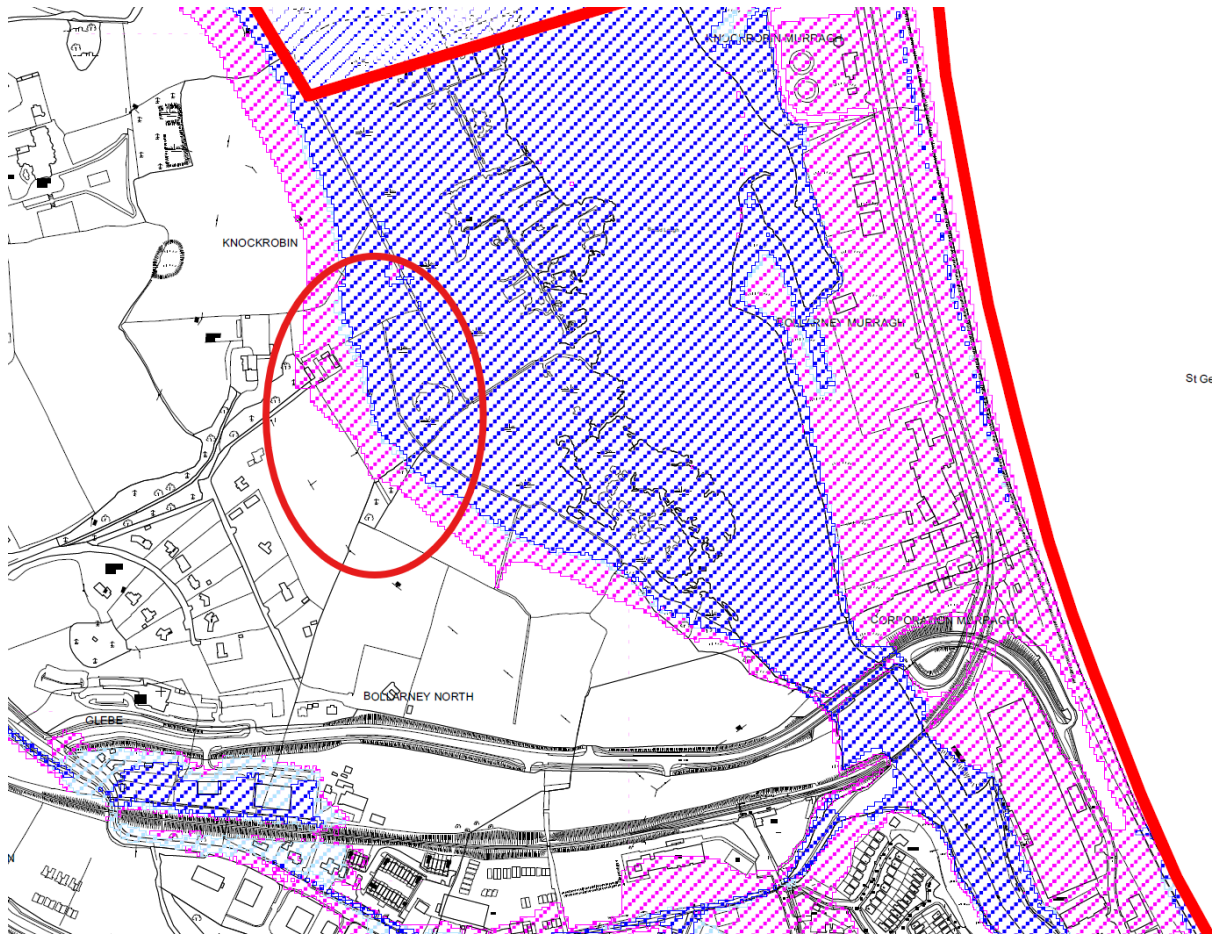 KNOCKROBIN MURRAGH
KNOCKROBIN
BOLLARNEY MURRAGH
St Ge
CORPORATION MURRAGH
BOLLARNEY NORTH
GLEBE
N